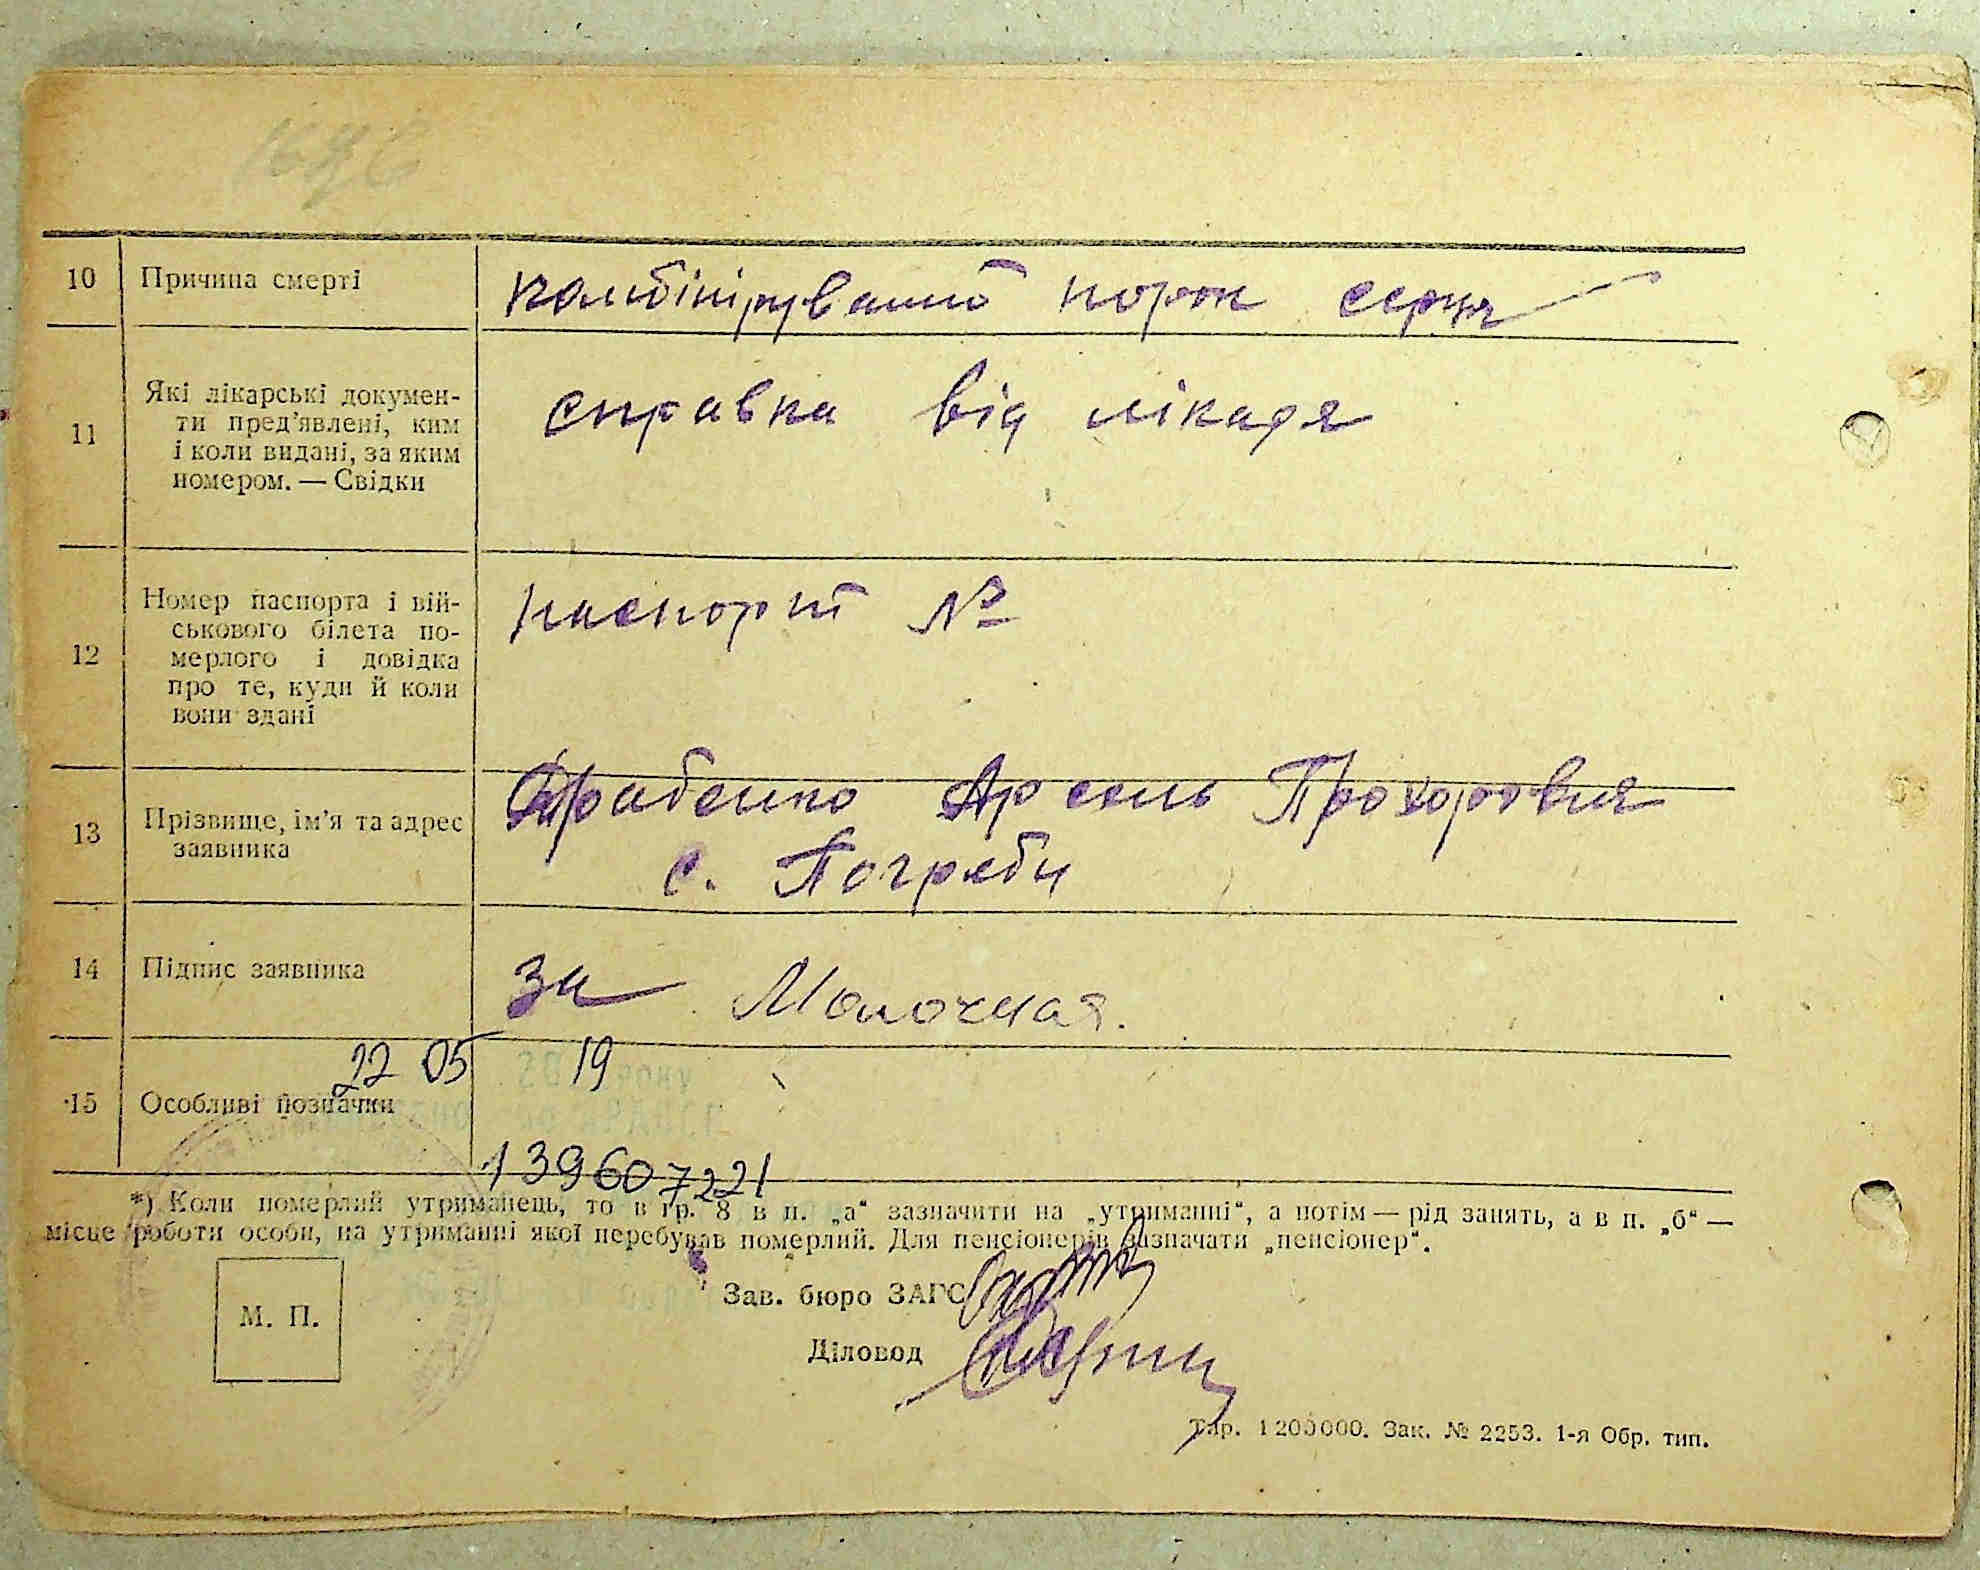 10 Причина смерті комбінірваний порок серця
11 Які лікарські докумен-
ти пред'явлені, ким
і коли видані, за яким
номером. — Свідки
справка від лікаря
12 Номер паспорта і вій-
ськового білета по-
мерлого і довідка
про те, куди й коли
вони здані
паспорт №
13 Прізвище, ім'я та адрес
заявника
Арсень Прохорович
с. Погреби
14 Підпис заявника за Молочная.
22 05 19
15 Особливі позначки
139607221
*) Коли померлий утриманець, то в гр. 8 в п. „а“ зазначити на „утриманні“, а потім — рід занять, а в п. „б“ —
місце роботи особи, на утриманні якої перебував померлий. Для пенсіонерів зазначати „пенсіонер“.
М. П.
Зав. бюро ЗАГС
Діловод
Тир. 1200000. Зак. № 2253. 1-я Обр. тип.